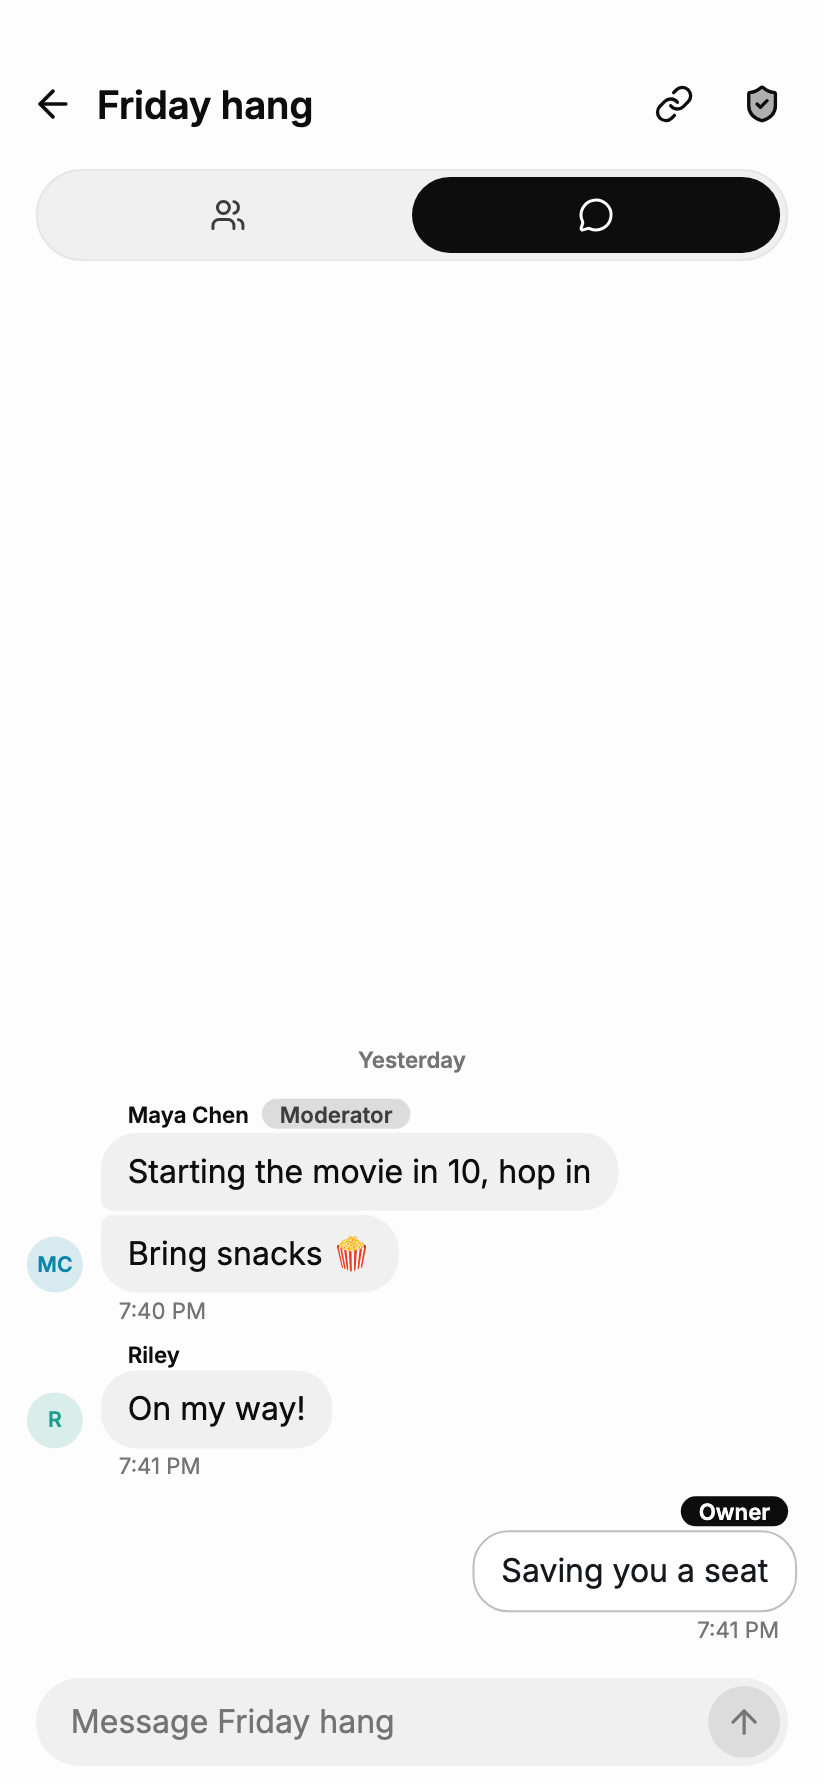 Friday hang
Yesterday
Maya Chen Moderator
Starting the movie in 10, hop in
Bring snacks 🍿
MC
7:40 PM
Riley
On my way!
R
7:41 PM
Owner
Saving you a seat
7:41 PM
Message Friday hang